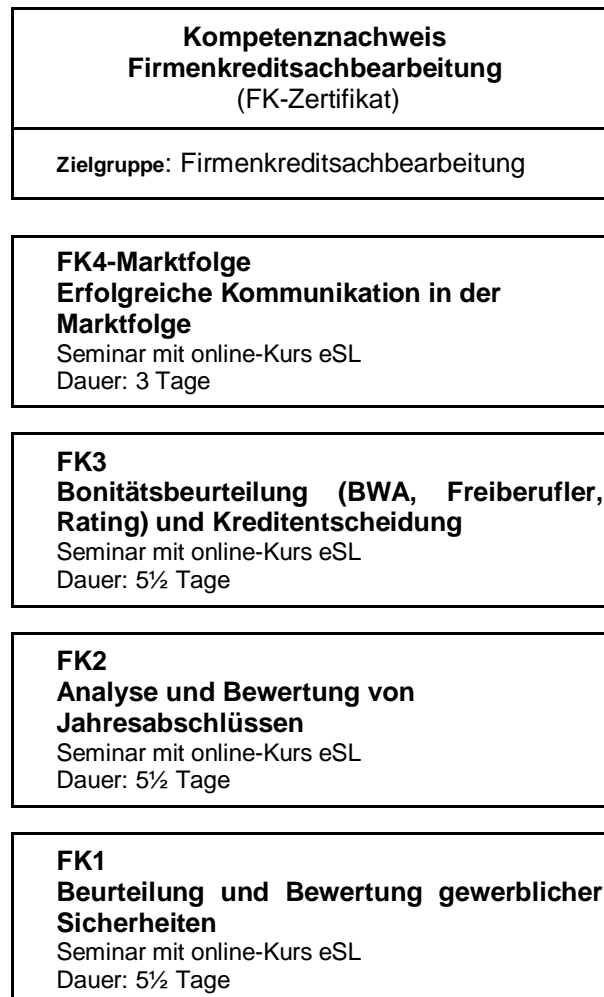 Kompetenznachweis
Firmenkreditsachbearbeitung
(FK-Zertifikat)
Zielgruppe: Firmenkreditsachbearbeitung
FK4-Marktfolge
Erfolgreiche Kommunikation in der
Marktfolge
Seminar mit online-Kurs eSL
Dauer: 3 Tage
FK3
Bonitätsbeurteilung (BWA, Freiberufler,
Rating) und Kreditentscheidung
Seminar mit online-Kurs eSL
Dauer: 5½ Tage
FK2
Analyse und Bewertung von
Jahresabschlüssen
Seminar mit online-Kurs eSL
Dauer: 5½ Tage
FK1
Beurteilung und Bewertung gewerblicher
Sicherheiten
Seminar mit online-Kurs eSL
Dauer: 5½ Tage